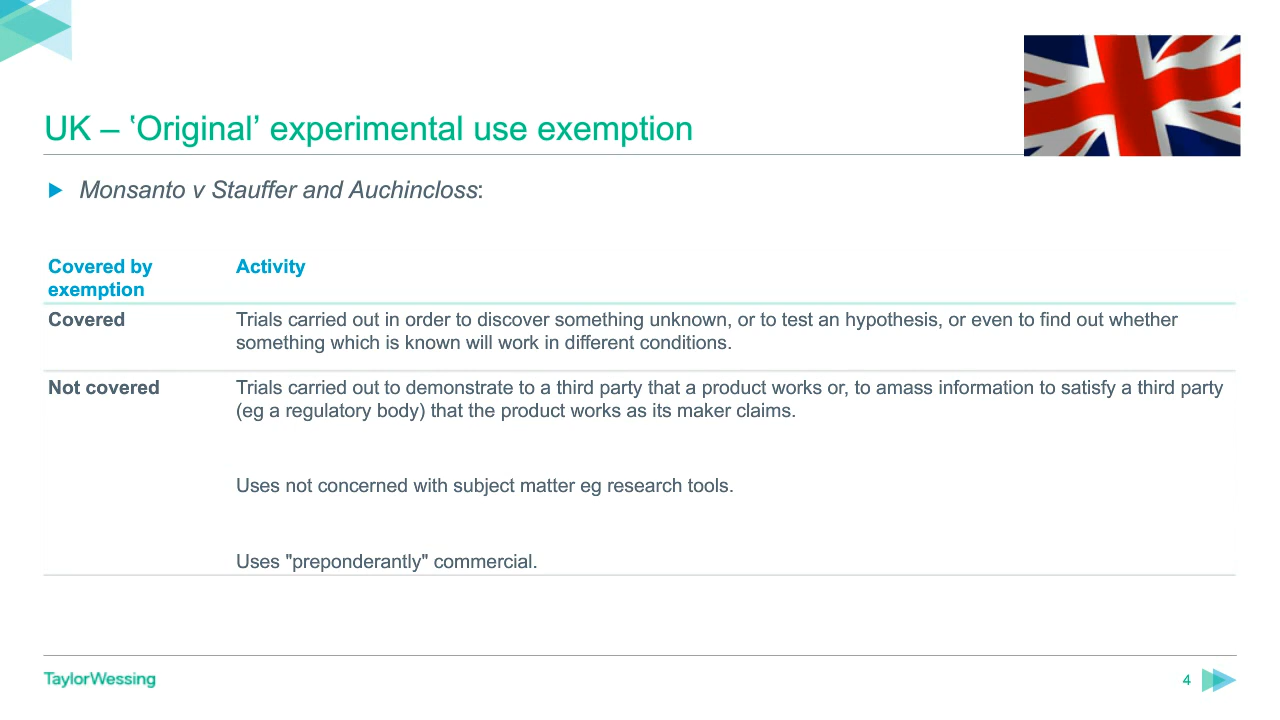 UK – ‛Original’ experimental use exemption
Monsanto v Stauffer and Auchincloss:
Covered by
exemption
Activity
Covered
Trials carried out in order to discover something unknown, or to test an hypothesis, or even to find out whether
something which is known will work in different conditions.
Not covered
Trials carried out to demonstrate to a third party that a product works or, to amass information to satisfy a third party
(eg a regulatory body) that the product works as its maker claims.
Uses not concerned with subject matter eg research tools.
Uses "preponderantly" commercial.
TaylorWessing
4